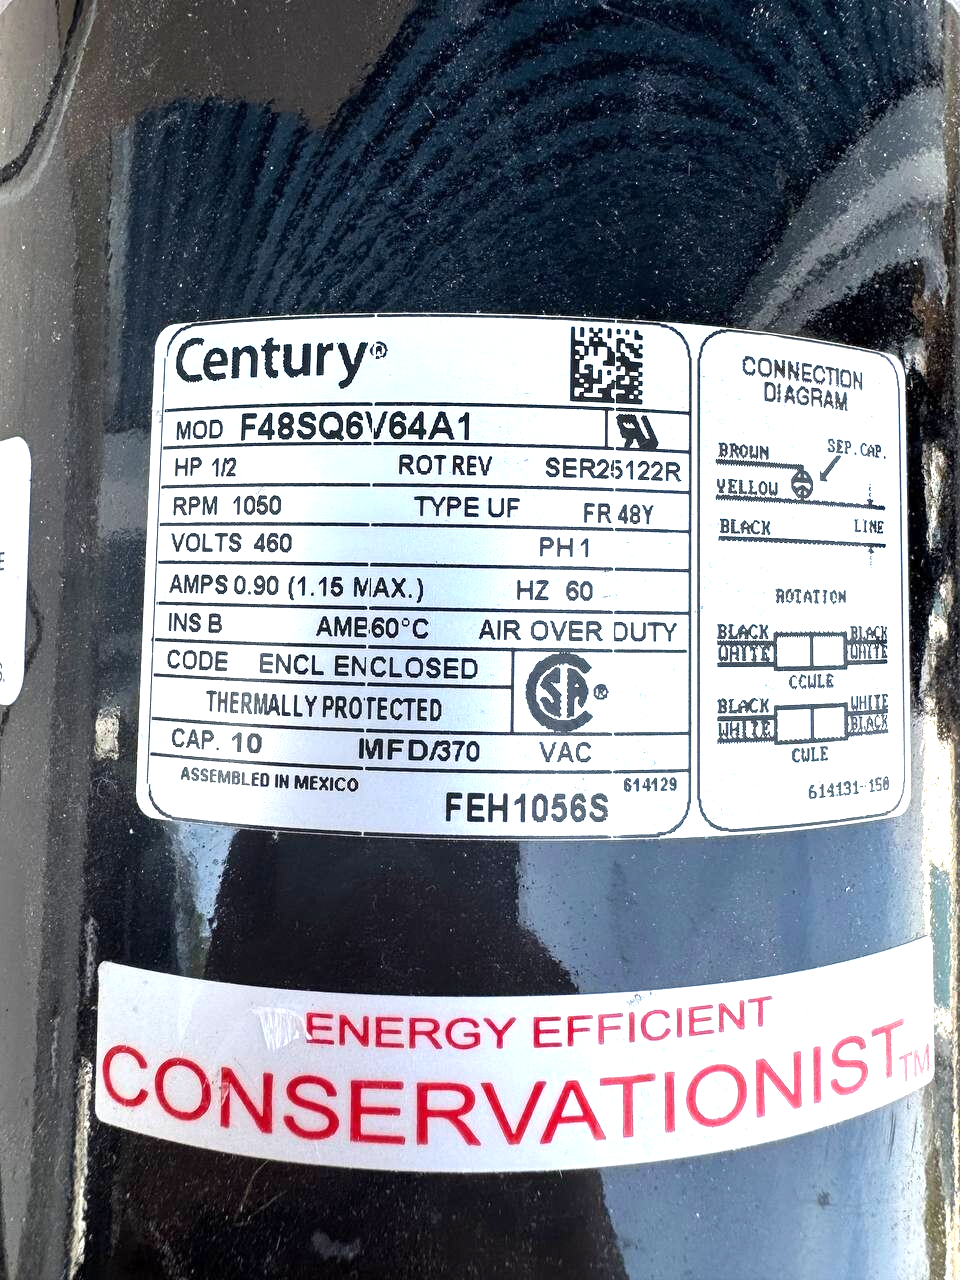 Century®
MOD F48SQ6V64A1
HP 1/2 ROT REV SER25122R
RPM 1050 TYPE UF FR 48Y
VOLTS 460 PH 1
AMPS 0.90 (1.15 MAX.) HZ 60
INS B AMB60°C AIR OVER DUTY
CODE ENCL ENCLOSED
THERMALLY PROTECTED
CAP. 10 MFD/370 VAC
ASSEMBLED IN MEXICO 614129
FEH1056S
CONNECTION
DIAGRAM
BROWN SEP. CAP.
YELLOW
BLACK LINE
ROTATION
BLACK BLACK
WHITE WHITE
CCWLE
BLACK WHITE
WHITE BLACK
CWLE
614131-150
ENERGY EFFICIENT
CONSERVATIONIST™